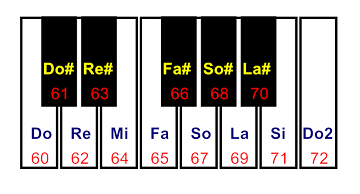 Do# Re# Fa# So# La#
61 63 66 68 70
Do Re Mi Fa So La Si Do2
60 62 64 65 67 69 71 72